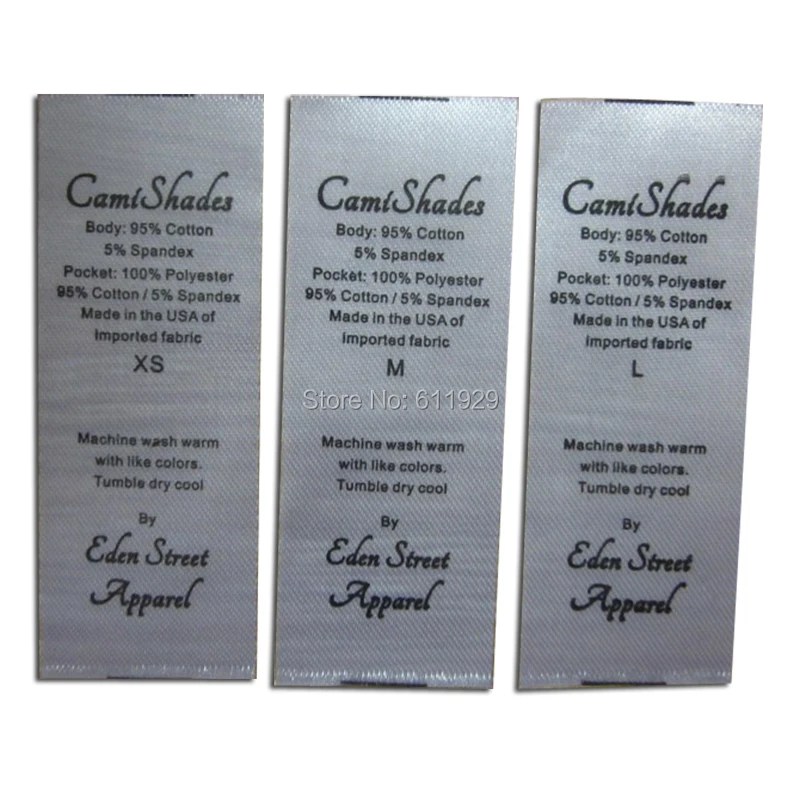 CamiShades
Body: 95% Cotton
5% Spandex
Pocket: 100% Polyester
95% Cotton / 5% Spandex
Made in the USA of
imported fabric
XS
Machine wash warm
with like colors.
Tumble dry cool
By
Eden Street
Apparel
CamiShades
Body: 95% Cotton
5% Spandex
Pocket: 100% Polyester
95% Cotton / 5% Spandex
Made in the USA of
imported fabric
M
Store No: 611929
Machine wash warm
with like colors.
Tumble dry cool
By
Eden Street
Apparel
CamiShades
Body: 95% Cotton
5% Spandex
Pocket: 100% Polyester
95% Cotton / 5% Spandex
Made in the USA of
imported fabric
L
Machine wash warm
with like colors.
Tumble dry cool
By
Eden Street
Apparel